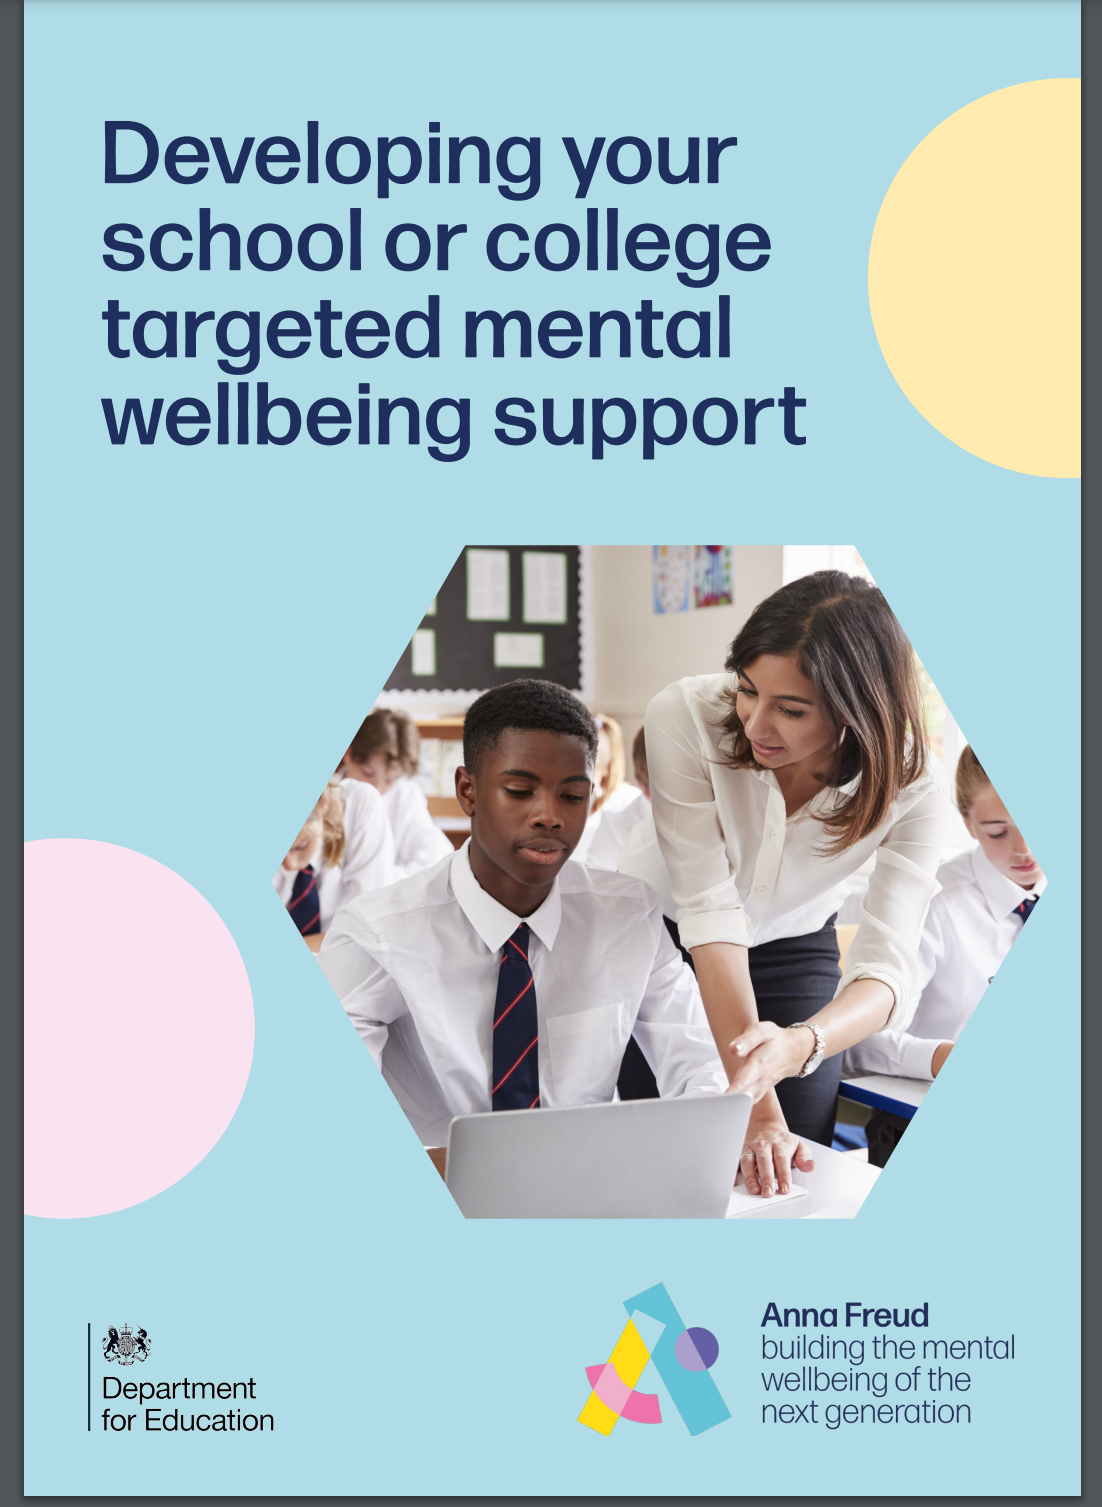 Developing your
school or college
targeted mental
wellbeing support
Department
for Education
Anna Freud
building the mental
wellbeing of the
next generation